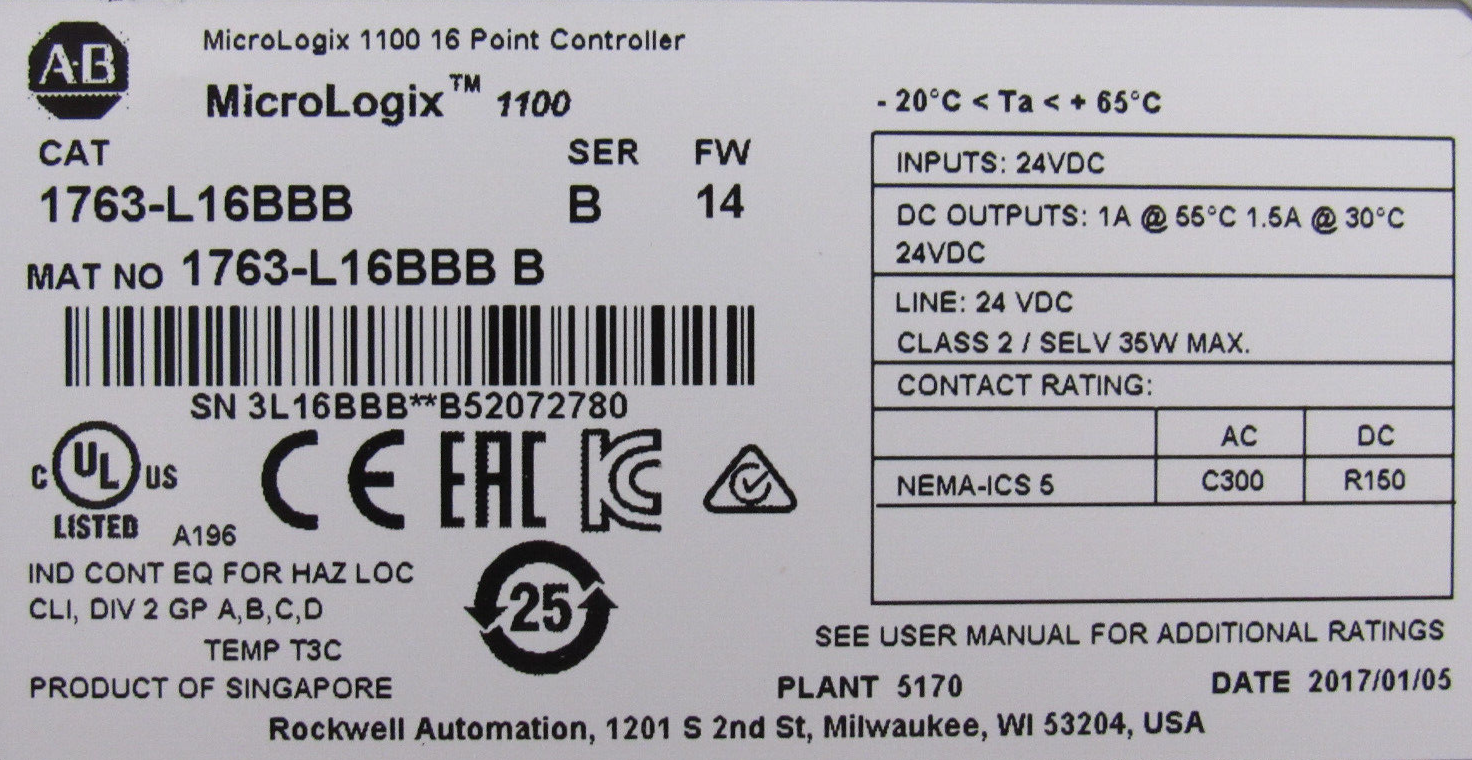 A·B
MicroLogix 1100 16 Point Controller
MicroLogix™ 1100
CAT SER FW
1763-L16BBB B 14
MAT NO 1763-L16BBB B
SN 3L16BBB**B52072780
C UL US
LISTED
A196
CE EAC KC
IND CONT EQ FOR HAZ LOC
CLI, DIV 2 GP A,B,C,D
TEMP T3C
25
PRODUCT OF SINGAPORE
- 20°C < Ta < + 65°C
INPUTS: 24VDC
DC OUTPUTS: 1A @ 55°C 1.5A @ 30°C
24VDC
LINE: 24 VDC
CLASS 2 / SELV 35W MAX.
CONTACT RATING:
AC DC
NEMA-ICS 5 C300 R150
SEE USER MANUAL FOR ADDITIONAL RATINGS
PLANT 5170 DATE 2017/01/05
Rockwell Automation, 1201 S 2nd St, Milwaukee, WI 53204, USA